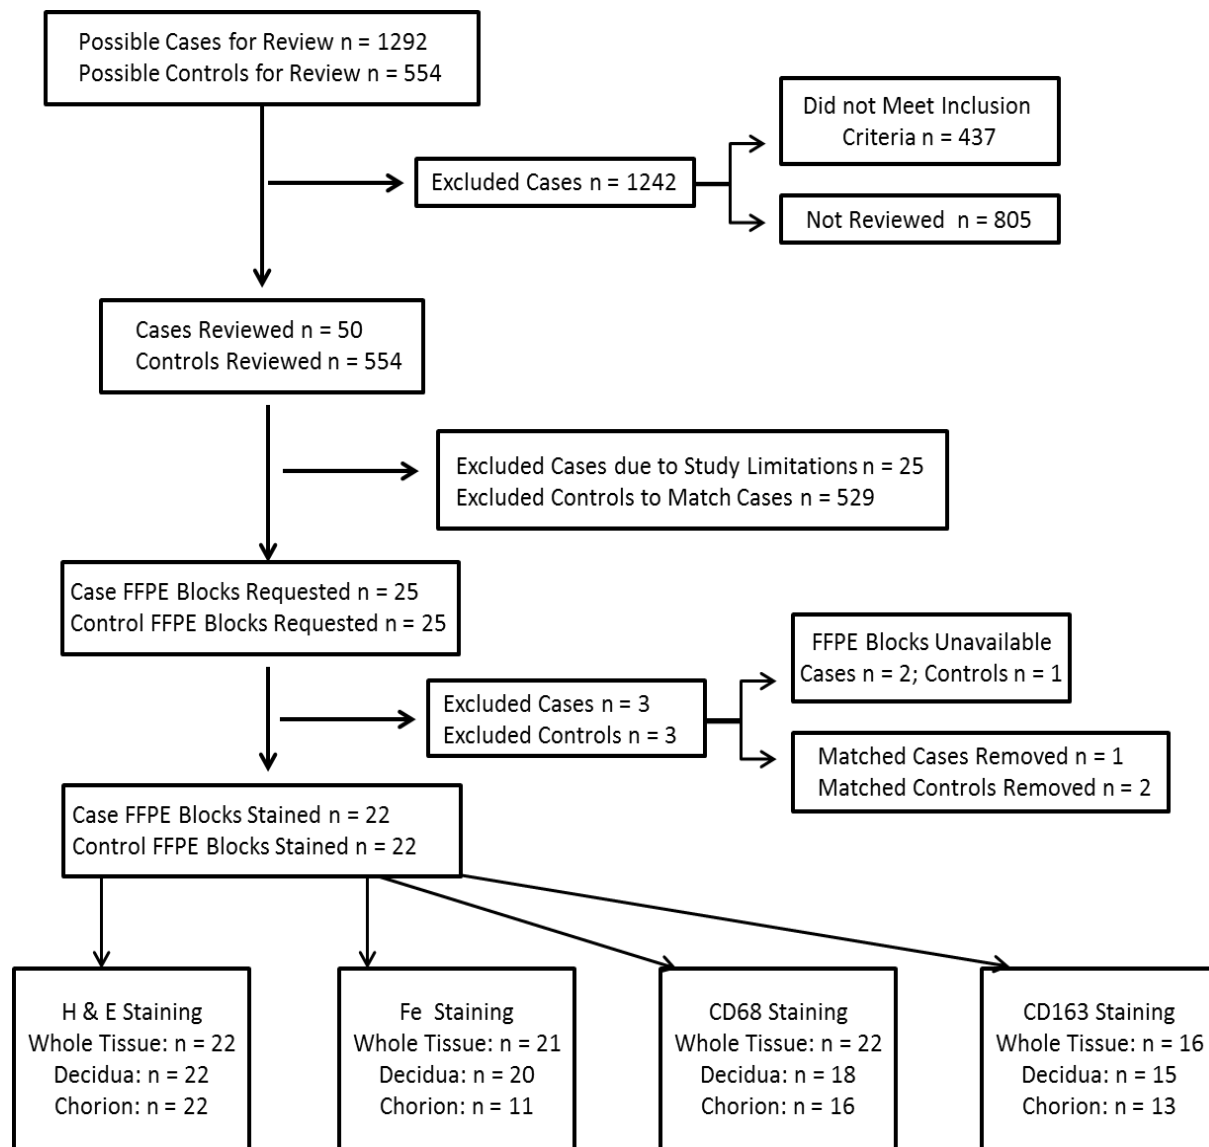 Possible Cases for Review n = 1292
Possible Controls for Review n = 554
Did not Meet Inclusion
Criteria n = 437
Excluded Cases n = 1242
Not Reviewed n = 805
Cases Reviewed n = 50
Controls Reviewed n = 554
Excluded Cases due to Study Limitations n = 25
Excluded Controls to Match Cases n = 529
Case FFPE Blocks Requested n = 25
Control FFPE Blocks Requested n = 25
FFPE Blocks Unavailable
Cases n = 2; Controls n = 1
Excluded Cases n = 3
Excluded Controls n = 3
Matched Cases Removed n = 1
Matched Controls Removed n = 2
Case FFPE Blocks Stained n = 22
Control FFPE Blocks Stained n = 22
H & E Staining
Whole Tissue: n = 22
Decidua: n = 22
Chorion: n = 22
Fe Staining
Whole Tissue: n = 21
Decidua: n = 20
Chorion: n = 11
CD68 Staining
Whole Tissue: n = 22
Decidua: n = 18
Chorion: n = 16
CD163 Staining
Whole Tissue: n = 16
Decidua: n = 15
Chorion: n = 13